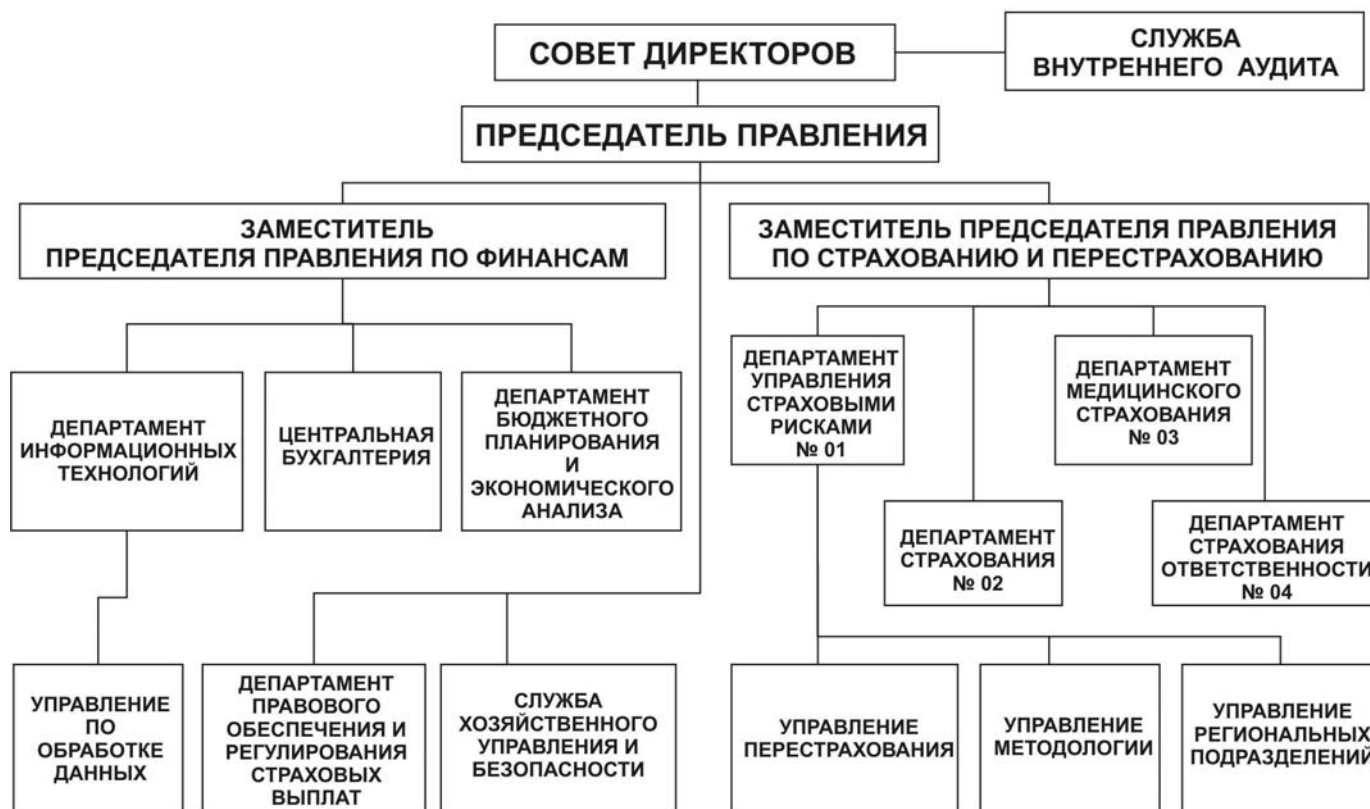 СОВЕТ ДИРЕКТОРОВ
СЛУЖБА
ВНУТРЕННЕГО АУДИТА
ПРЕДСЕДАТЕЛЬ ПРАВЛЕНИЯ
ЗАМЕСТИТЕЛЬ
ПРЕДСЕДАТЕЛЯ ПРАВЛЕНИЯ ПО ФИНАНСАМ
ЗАМЕСТИТЕЛЬ ПРЕДСЕДАТЕЛЯ ПРАВЛЕНИЯ
ПО СТРАХОВАНИЮ И ПЕРЕСТРАХОВАНИЮ
ДЕПАРТАМЕНТ
ИНФОРМАЦИОННЫХ
ТЕХНОЛОГИЙ
ЦЕНТРАЛЬНАЯ
БУХГАЛТЕРИЯ
ДЕПАРТАМЕНТ
БЮДЖЕТНОГО
ПЛАНИРОВАНИЯ
И
ЭКОНОМИЧЕСКОГО
АНАЛИЗА
ДЕПАРТАМЕНТ
УПРАВЛЕНИЯ
СТРАХОВЫМИ
РИСКАМИ
№ 01
ДЕПАРТАМЕНТ
МЕДИЦИНСКОГО
СТРАХОВАНИЯ
№ 03
ДЕПАРТАМЕНТ
СТРАХОВАНИЯ
№ 02
ДЕПАРТАМЕНТ
СТРАХОВАНИЯ
ОТВЕТСТВЕННОСТИ
№ 04
УПРАВЛЕНИЕ
ПО
ОБРАБОТКЕ
ДАННЫХ
ДЕПАРТАМЕНТ
ПРАВОВОГО
ОБЕСПЕЧЕНИЯ И
РЕГУЛИРОВАНИЯ
СТРАХОВЫХ
ВЫПЛАТ
СЛУЖБА
ХОЗЯЙСТВЕННОГО
УПРАВЛЕНИЯ И
БЕЗОПАСНОСТИ
УПРАВЛЕНИЕ
ПЕРЕСТРАХОВАНИЯ
УПРАВЛЕНИЕ
МЕТОДОЛОГИИ
УПРАВЛЕНИЕ
РЕГИОНАЛЬНЫХ
ПОДРАЗДЕЛЕНИЙ